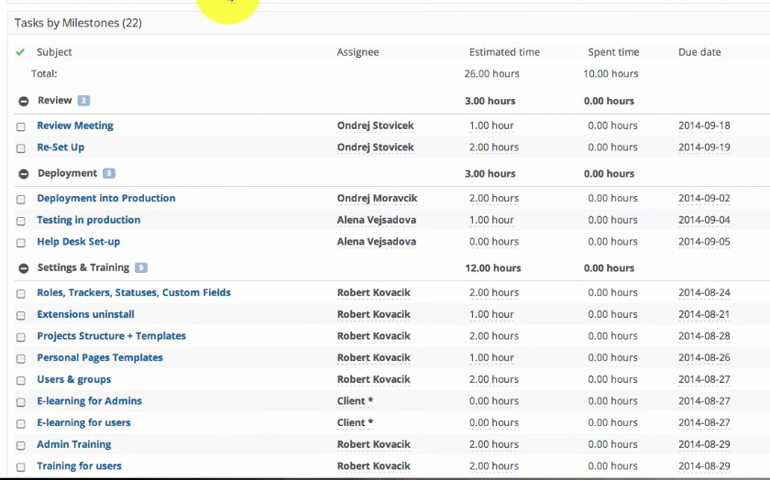 Tasks by Milestones (22)
Subject Assignee Estimated time Spent time Due date
Total: 26.00 hours 10.00 hours
Review 2 3.00 hours 0.00 hours
Review Meeting Ondrej Stovicek 1.00 hour 0.00 hours 2014-09-18
Re-Set Up Ondrej Stovicek 2.00 hours 0.00 hours 2014-09-19
Deployment 3 3.00 hours 0.00 hours
Deployment into Production Ondrej Moravcik 2.00 hours 0.00 hours 2014-09-02
Testing in production Alena Vejsadova 1.00 hour 0.00 hours 2014-09-04
Help Desk Set-up Alena Vejsadova 0.00 hours 0.00 hours 2014-09-05
Settings & Training 9 12.00 hours 0.00 hours
Roles, Trackers, Statuses, Custom Fields Robert Kovacik 2.00 hours 0.00 hours 2014-08-24
Extensions uninstall Robert Kovacik 1.00 hour 0.00 hours 2014-08-21
Projects Structure + Templates Robert Kovacik 2.00 hours 0.00 hours 2014-08-28
Personal Pages Templates Robert Kovacik 1.00 hour 0.00 hours 2014-08-26
Users & groups Robert Kovacik 2.00 hours 0.00 hours 2014-08-27
E-learning for Admins Client * 0.00 hours 0.00 hours 2014-08-27
E-learning for users Client * 0.00 hours 0.00 hours 2014-08-27
Admin Training Robert Kovacik 2.00 hours 0.00 hours 2014-08-29
Training for users Robert Kovacik 2.00 hours 0.00 hours 2014-08-29